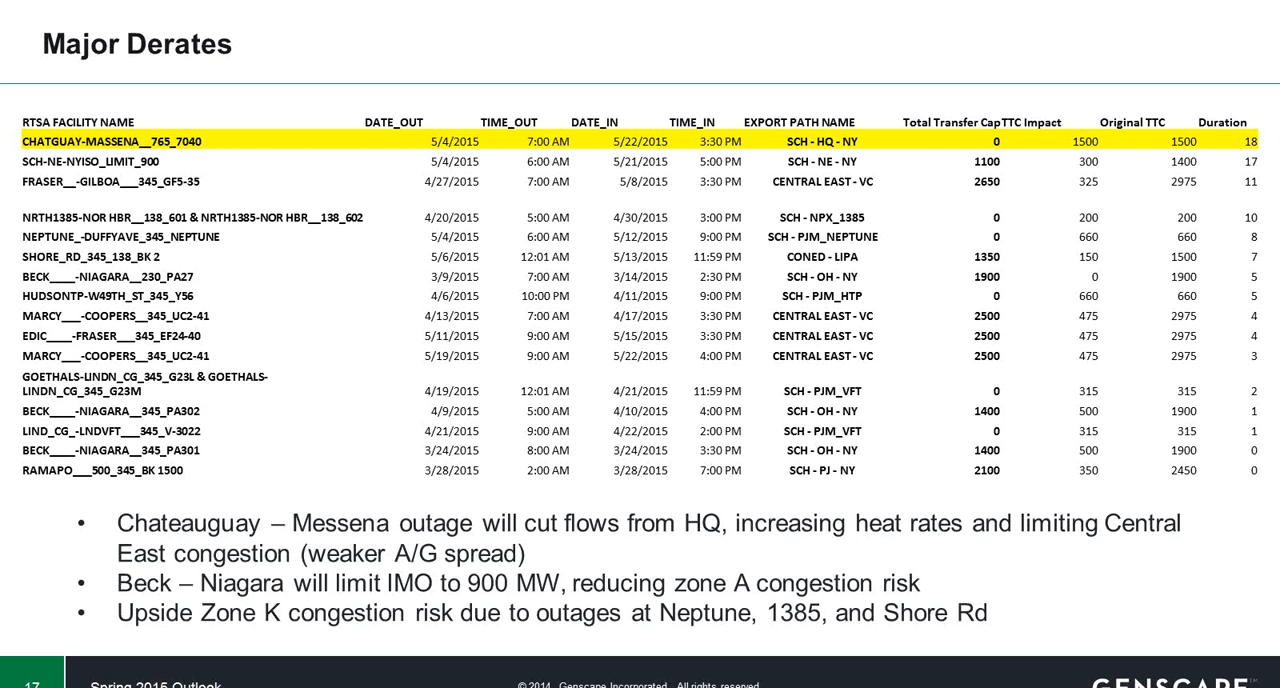 Major Derates
RTSA FACILITY NAME DATE_OUT TIME_OUT DATE_IN TIME_IN EXPORT PATH NAME Total Transfer Cap TTC Impact Original TTC Duration
CHATGUAY-MASSENA__765_7040 5/4/2015 7:00 AM 5/22/2015 3:30 PM SCH - HQ - NY 0 1500 1500 18
SCH-NE-NYISO_LIMIT_900 5/4/2015 6:00 AM 5/21/2015 5:00 PM SCH - NE - NY 1100 300 1400 17
FRASER__-GILBOA___345_GF5-35 4/27/2015 7:00 AM 5/8/2015 3:30 PM CENTRAL EAST - VC 2650 325 2975 11
NRTH1385-NOR HBR__138_601 & NRTH1385-NOR HBR__138_602 4/20/2015 5:00 AM 4/30/2015 3:00 PM SCH - NPX_1385 0 200 200 10
NEPTUNE_-DUFFYAVE_345_NEPTUNE 5/4/2015 6:00 AM 5/12/2015 9:00 PM SCH - PJM_NEPTUNE 0 660 660 8
SHORE_RD_345_138_BK 2 5/6/2015 12:01 AM 5/13/2015 11:59 PM CONED - LIPA 1350 150 1500 7
BECK____-NIAGARA__230_PA27 3/9/2015 7:00 AM 3/14/2015 2:30 PM SCH - OH - NY 1900 0 1900 5
HUDSONTP-W49TH_ST_345_Y56 4/6/2015 10:00 PM 4/11/2015 9:00 PM SCH - PJM_HTP 0 660 660 5
MARCY___-COOPERS__345_UC2-41 4/13/2015 7:00 AM 4/17/2015 3:30 PM CENTRAL EAST - VC 2500 475 2975 4
EDIC____-FRASER___345_EF24-40 5/11/2015 9:00 AM 5/15/2015 3:30 PM CENTRAL EAST - VC 2500 475 2975 4
MARCY___-COOPERS__345_UC2-41 5/19/2015 9:00 AM 5/22/2015 4:00 PM CENTRAL EAST - VC 2500 475 2975 3
GOETHALS-LINDN_CG_345_G23L & GOETHALS-
LINDN_CG_345_G23M 4/19/2015 12:01 AM 4/21/2015 11:59 PM SCH - PJM_VFT 0 315 315 2
BECK____-NIAGARA__345_PA302 4/9/2015 5:00 AM 4/10/2015 4:00 PM SCH - OH - NY 1400 500 1900 1
LIND_CG_-LNDVFT___345_V-3022 4/21/2015 9:00 AM 4/22/2015 2:00 PM SCH - PJM_VFT 0 315 315 1
BECK____-NIAGARA__345_PA301 3/24/2015 8:00 AM 3/24/2015 3:30 PM SCH - OH - NY 1400 500 1900 0
RAMAPO___500_345_BK 1500 3/28/2015 2:00 AM 3/28/2015 7:00 PM SCH - PJ - NY 2100 350 2450 0
• Chateauguay – Messena outage will cut flows from HQ, increasing heat rates and limiting Central
East congestion (weaker A/G spread)
• Beck – Niagara will limit IMO to 900 MW, reducing zone A congestion risk
• Upside Zone K congestion risk due to outages at Neptune, 1385, and Shore Rd
17 Spring 2015 Outlook © 2014 Genscape Incorporated. All rights reserved GENSCAPE™